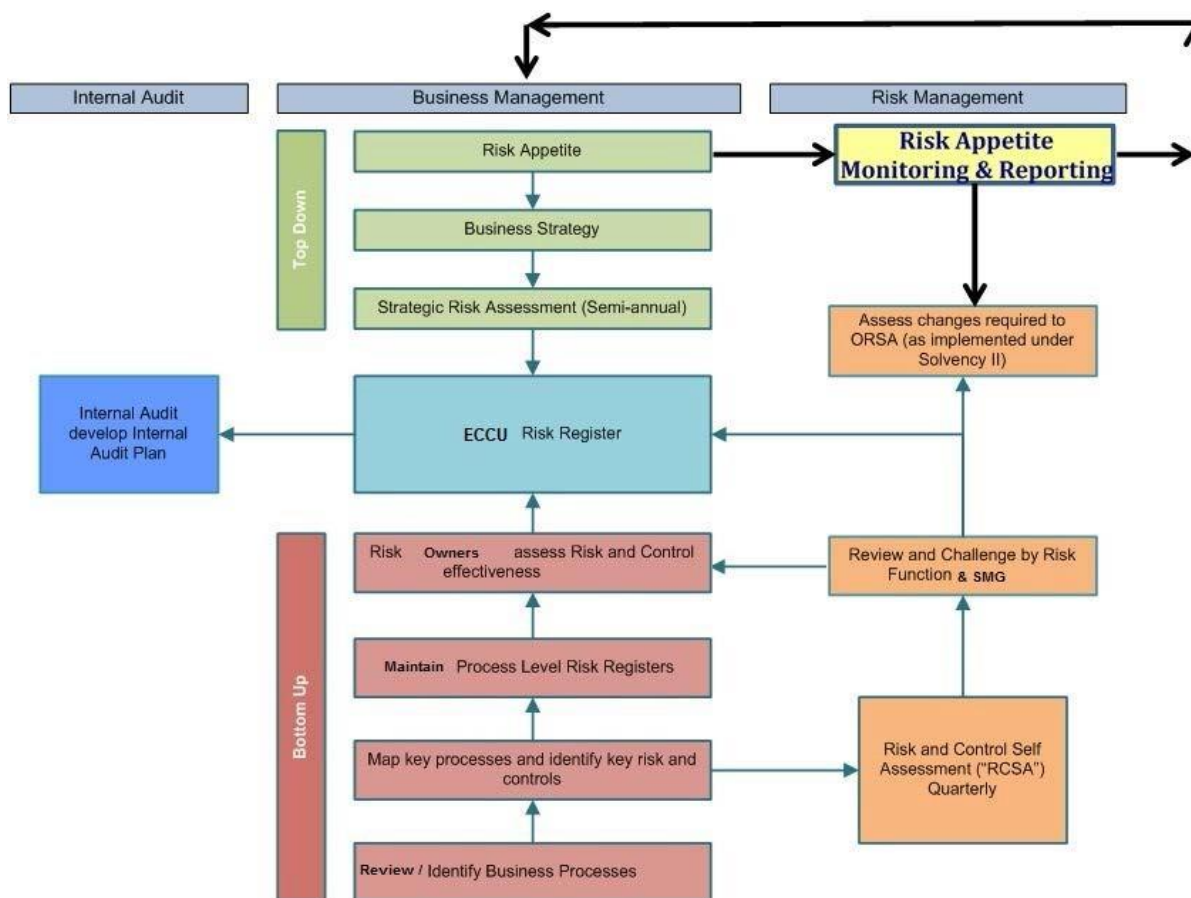 Internal Audit
Business Management
Risk Management
Risk Appetite
Risk Appetite
Monitoring & Reporting
Top Down
Business Strategy
Strategic Risk Assessment (Semi-annual)
Assess changes required to
ORSA (as implemented under
Solvency II)
Internal Audit
develop Internal
Audit Plan
ECCU Risk Register
Risk Owners assess Risk and Control
effectiveness
Review and Challenge by Risk
Function & SMG
Bottom Up
Maintain Process Level Risk Registers
Map key processes and identify key risk and
controls
Risk and Control Self
Assessment (“RCSA”)
Quarterly
Review / Identify Business Processes